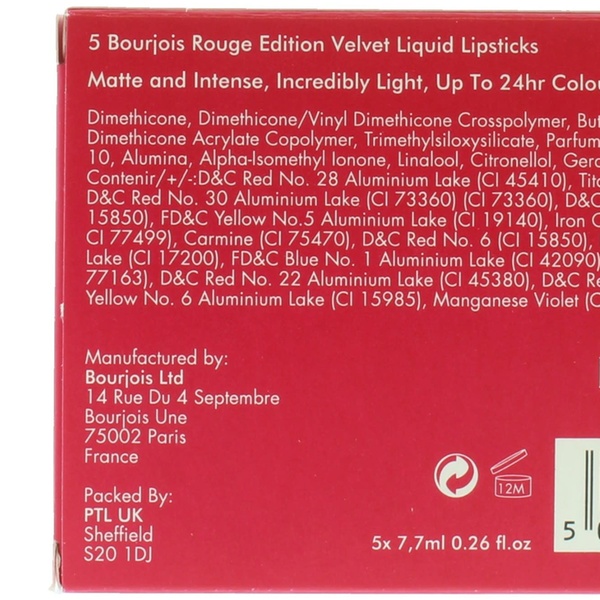 5 Bourjois Rouge Edition Velvet Liquid Lipsticks
Matte and Intense, Incredibly Light, Up To 24hr Colou
Dimethicone, Dimethicone/Vinyl Dimethicone Crosspolymer, But
Dimethicone Acrylate Copolymer, Trimethylsiloxysilicate, Parfum
10, Alumina, Alpha-Isomethyl Ionone, Linalool, Citronellol, Gera
Contenir/+/-:D&C Red No. 28 Aluminium Lake (CI 45410), Tita
D&C Red No. 30 Aluminium Lake (CI 73360) (CI 73360), D&C
15850), FD&C Yellow No.5 Aluminium Lake (CI 19140), Iron O
CI 77499), Carmine (CI 75470), D&C Red No. 6 (CI 15850),
Lake (CI 17200), FD&C Blue No. 1 Aluminium Lake (CI 42090)
77163), D&C Red No. 22 Aluminium Lake (CI 45380), D&C Re
Yellow No. 6 Aluminium Lake (CI 15985), Manganese Violet (C
Manufactured by:
Bourjois Ltd
14 Rue Du 4 Septembre
Bourjois Une
75002 Paris
France
12M
Packed By:
PTL UK
Sheffield
S20 1DJ
5x 7,7ml 0.26 fl.oz
5